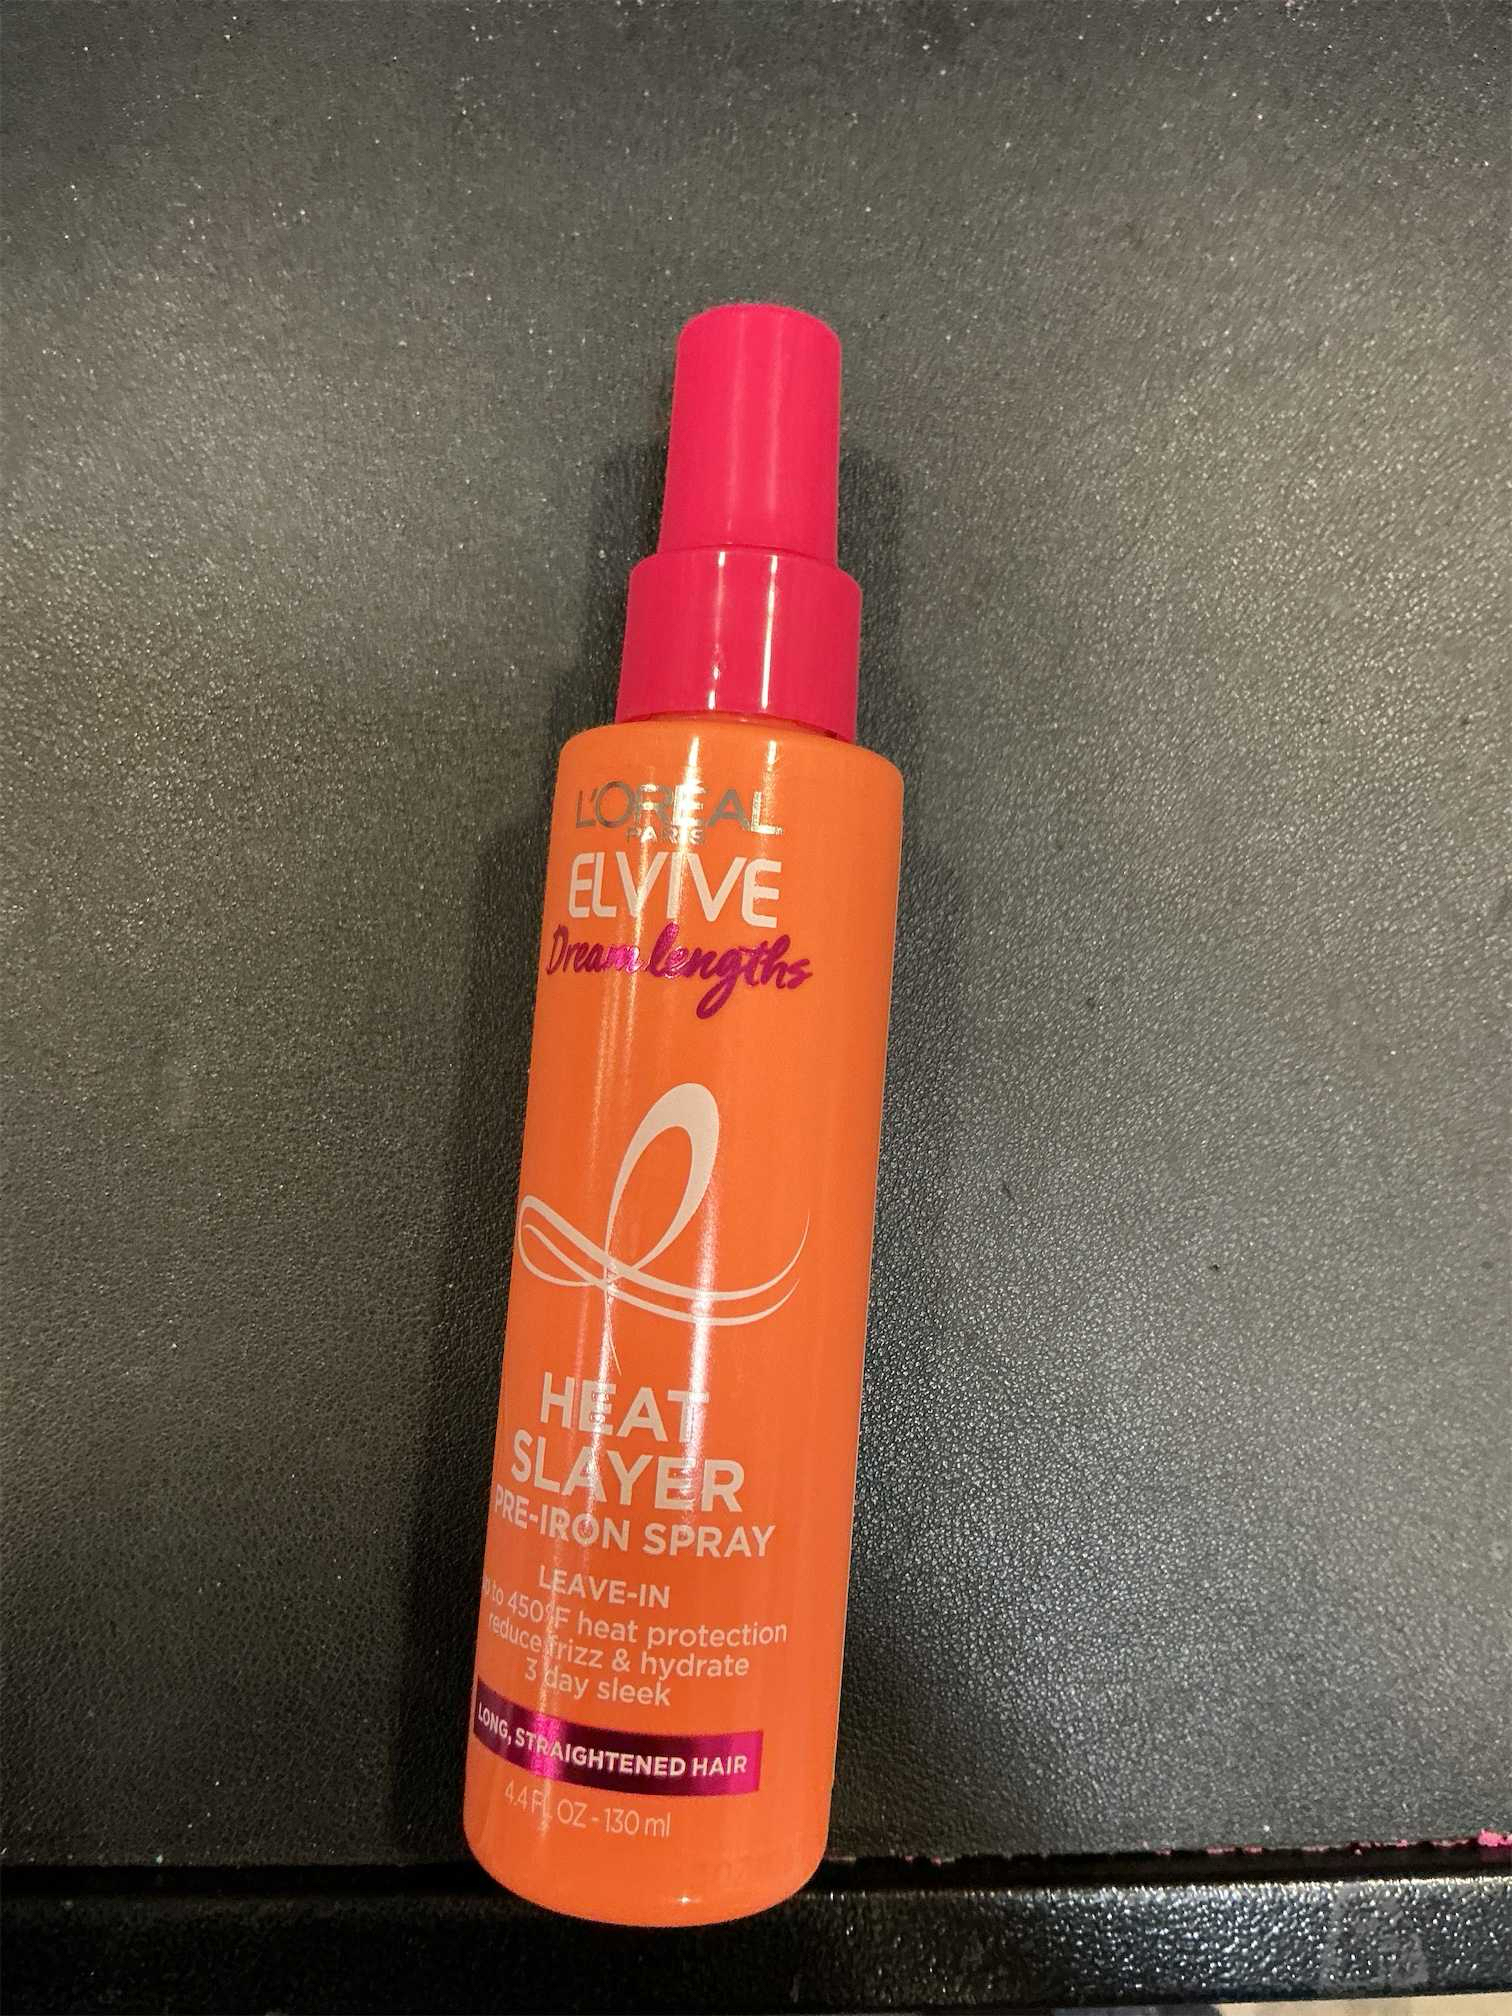 L'ORÉAL
PARIS
ELVIVE
Dream lengths
HEAT
SLAYER
PRE-IRON SPRAY
LEAVE-IN
to 450°F heat protection
reduce frizz & hydrate
3 day sleek
LONG, STRAIGHTENED HAIR
4.4 FL OZ - 130 ml